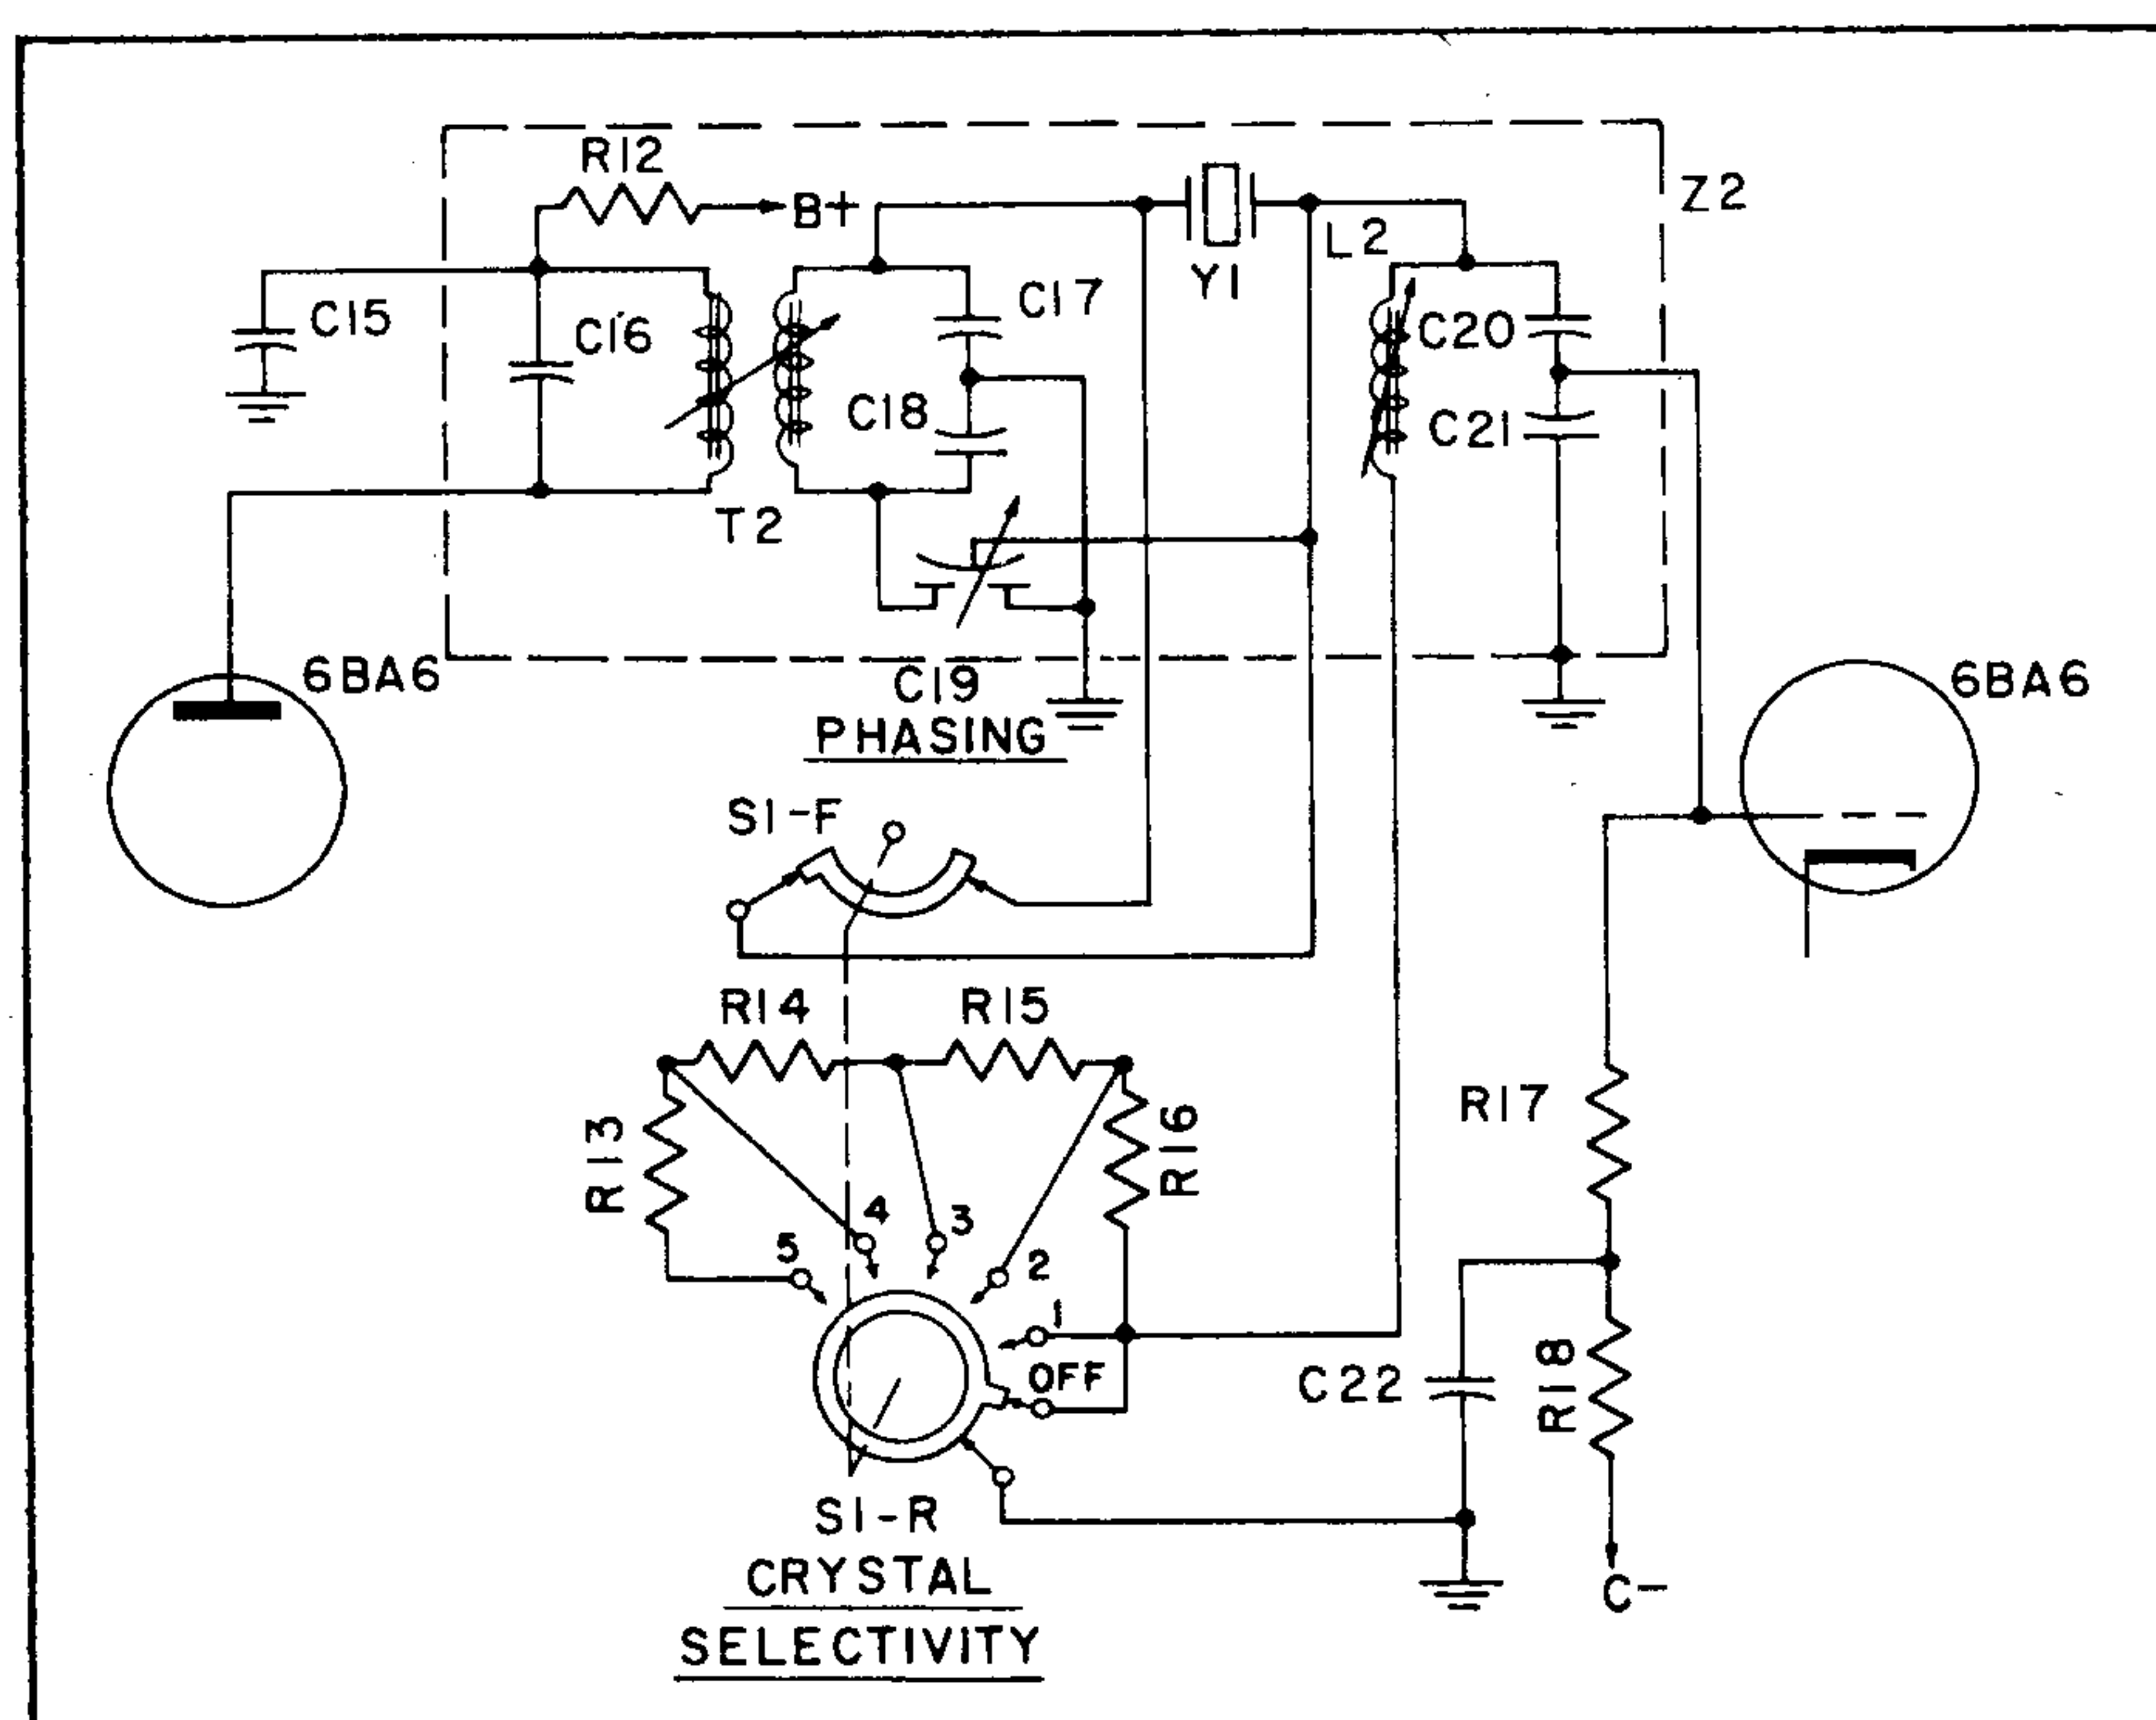 R12
B+
Z2
L2
Y1
C15
C16
C17
C20
C18
C21
T2
6BA6
C19
PHASING
6BA6
S1-F
R14
R15
R13
R16
R17
4
3
5
2
1
OFF
C22
R18
S1-R
CRYSTAL
SELECTIVITY
C-